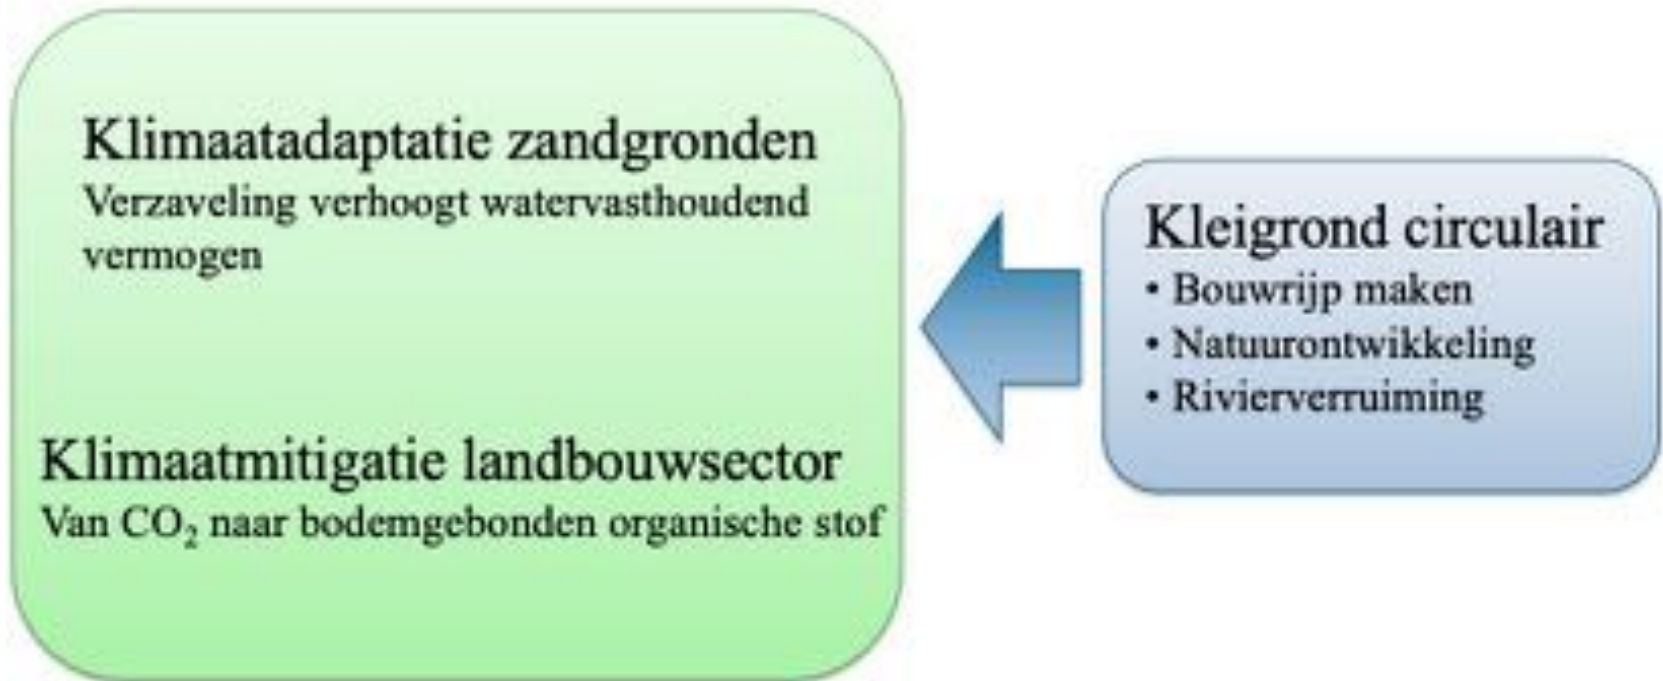 Klimaatadaptatie zandgronden
Verzaveling verhoogt watervasthoudend
vermogen
Klimaatmitigatie landbouwsector
Van CO₂ naar bodemgebonden organische stof
Kleigrond circulair
• Bouwrijp maken
• Natuurontwikkeling
• Rivierverruiming